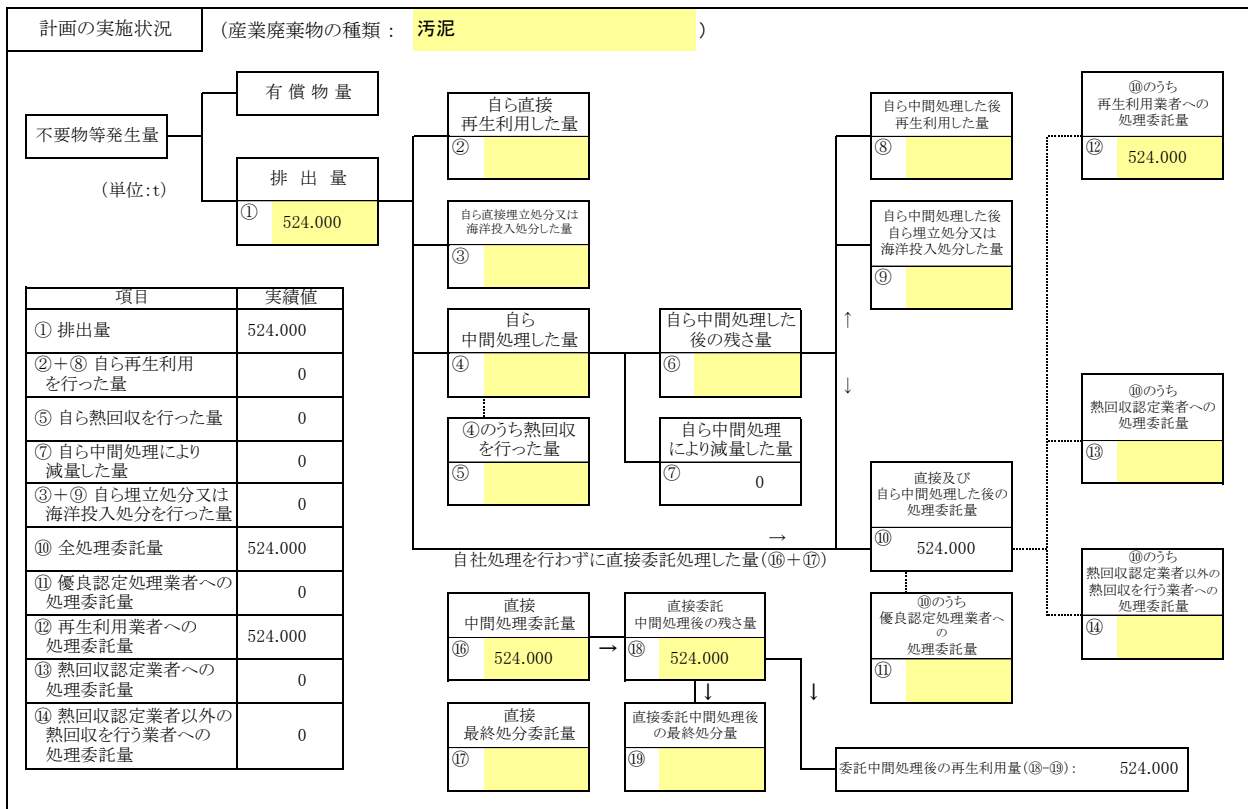 計画の実施状況
(産業廃棄物の種類： 汚泥 )
不要物等発生量
(単位:t)
有 償 物 量
排 出 量
① 524.000
自ら直接
再生利用した量
②
自ら直接埋立処分又は
海洋投入処分した量
③
自ら
中間処理した量
④
④のうち熱回収
を行った量
⑤
自ら中間処理した
後の残さ量
⑥
自ら中間処理
により減量した量
⑦ 0
自ら中間処理した後
再生利用した量
⑧
自ら中間処理した後
自ら埋立処分又は
海洋投入処分した量
⑨
↑
↓
直接及び
自ら中間処理した後の
処理委託量
⑩ 524.000
⑩のうち
優良認定処理業者へ
の
処理委託量
⑪
⑩のうち
再生利用業者への
処理委託量
⑫ 524.000
⑩のうち
熱回収認定業者への
処理委託量
⑬
⑩のうち
熱回収認定業者以外の
熱回収を行う業者への
処理委託量
⑭
→
自社処理を行わずに直接委託処理した量(⑯＋⑰)
直接
中間処理委託量
⑯ 524.000
→
直接委託
中間処理後の残さ量
⑱ 524.000
↓
↓
直接
最終処分委託量
⑰
直接委託中間処理後
の最終処分量
⑲
委託中間処理後の再生利用量(⑱-⑲)： 524.000
項目 実績値
① 排出量 524.000
②＋⑧ 自ら再生利用
を行った量 0
⑤ 自ら熱回収を行った量 0
⑦ 自ら中間処理により
減量した量 0
③＋⑨ 自ら埋立処分又は
海洋投入処分を行った量 0
⑩ 全処理委託量 524.000
⑪ 優良認定処理業者への
処理委託量 0
⑫ 再生利用業者への
処理委託量 524.000
⑬ 熱回収認定業者への
処理委託量 0
⑭ 熱回収認定業者以外の
熱回収を行う業者への
処理委託量 0